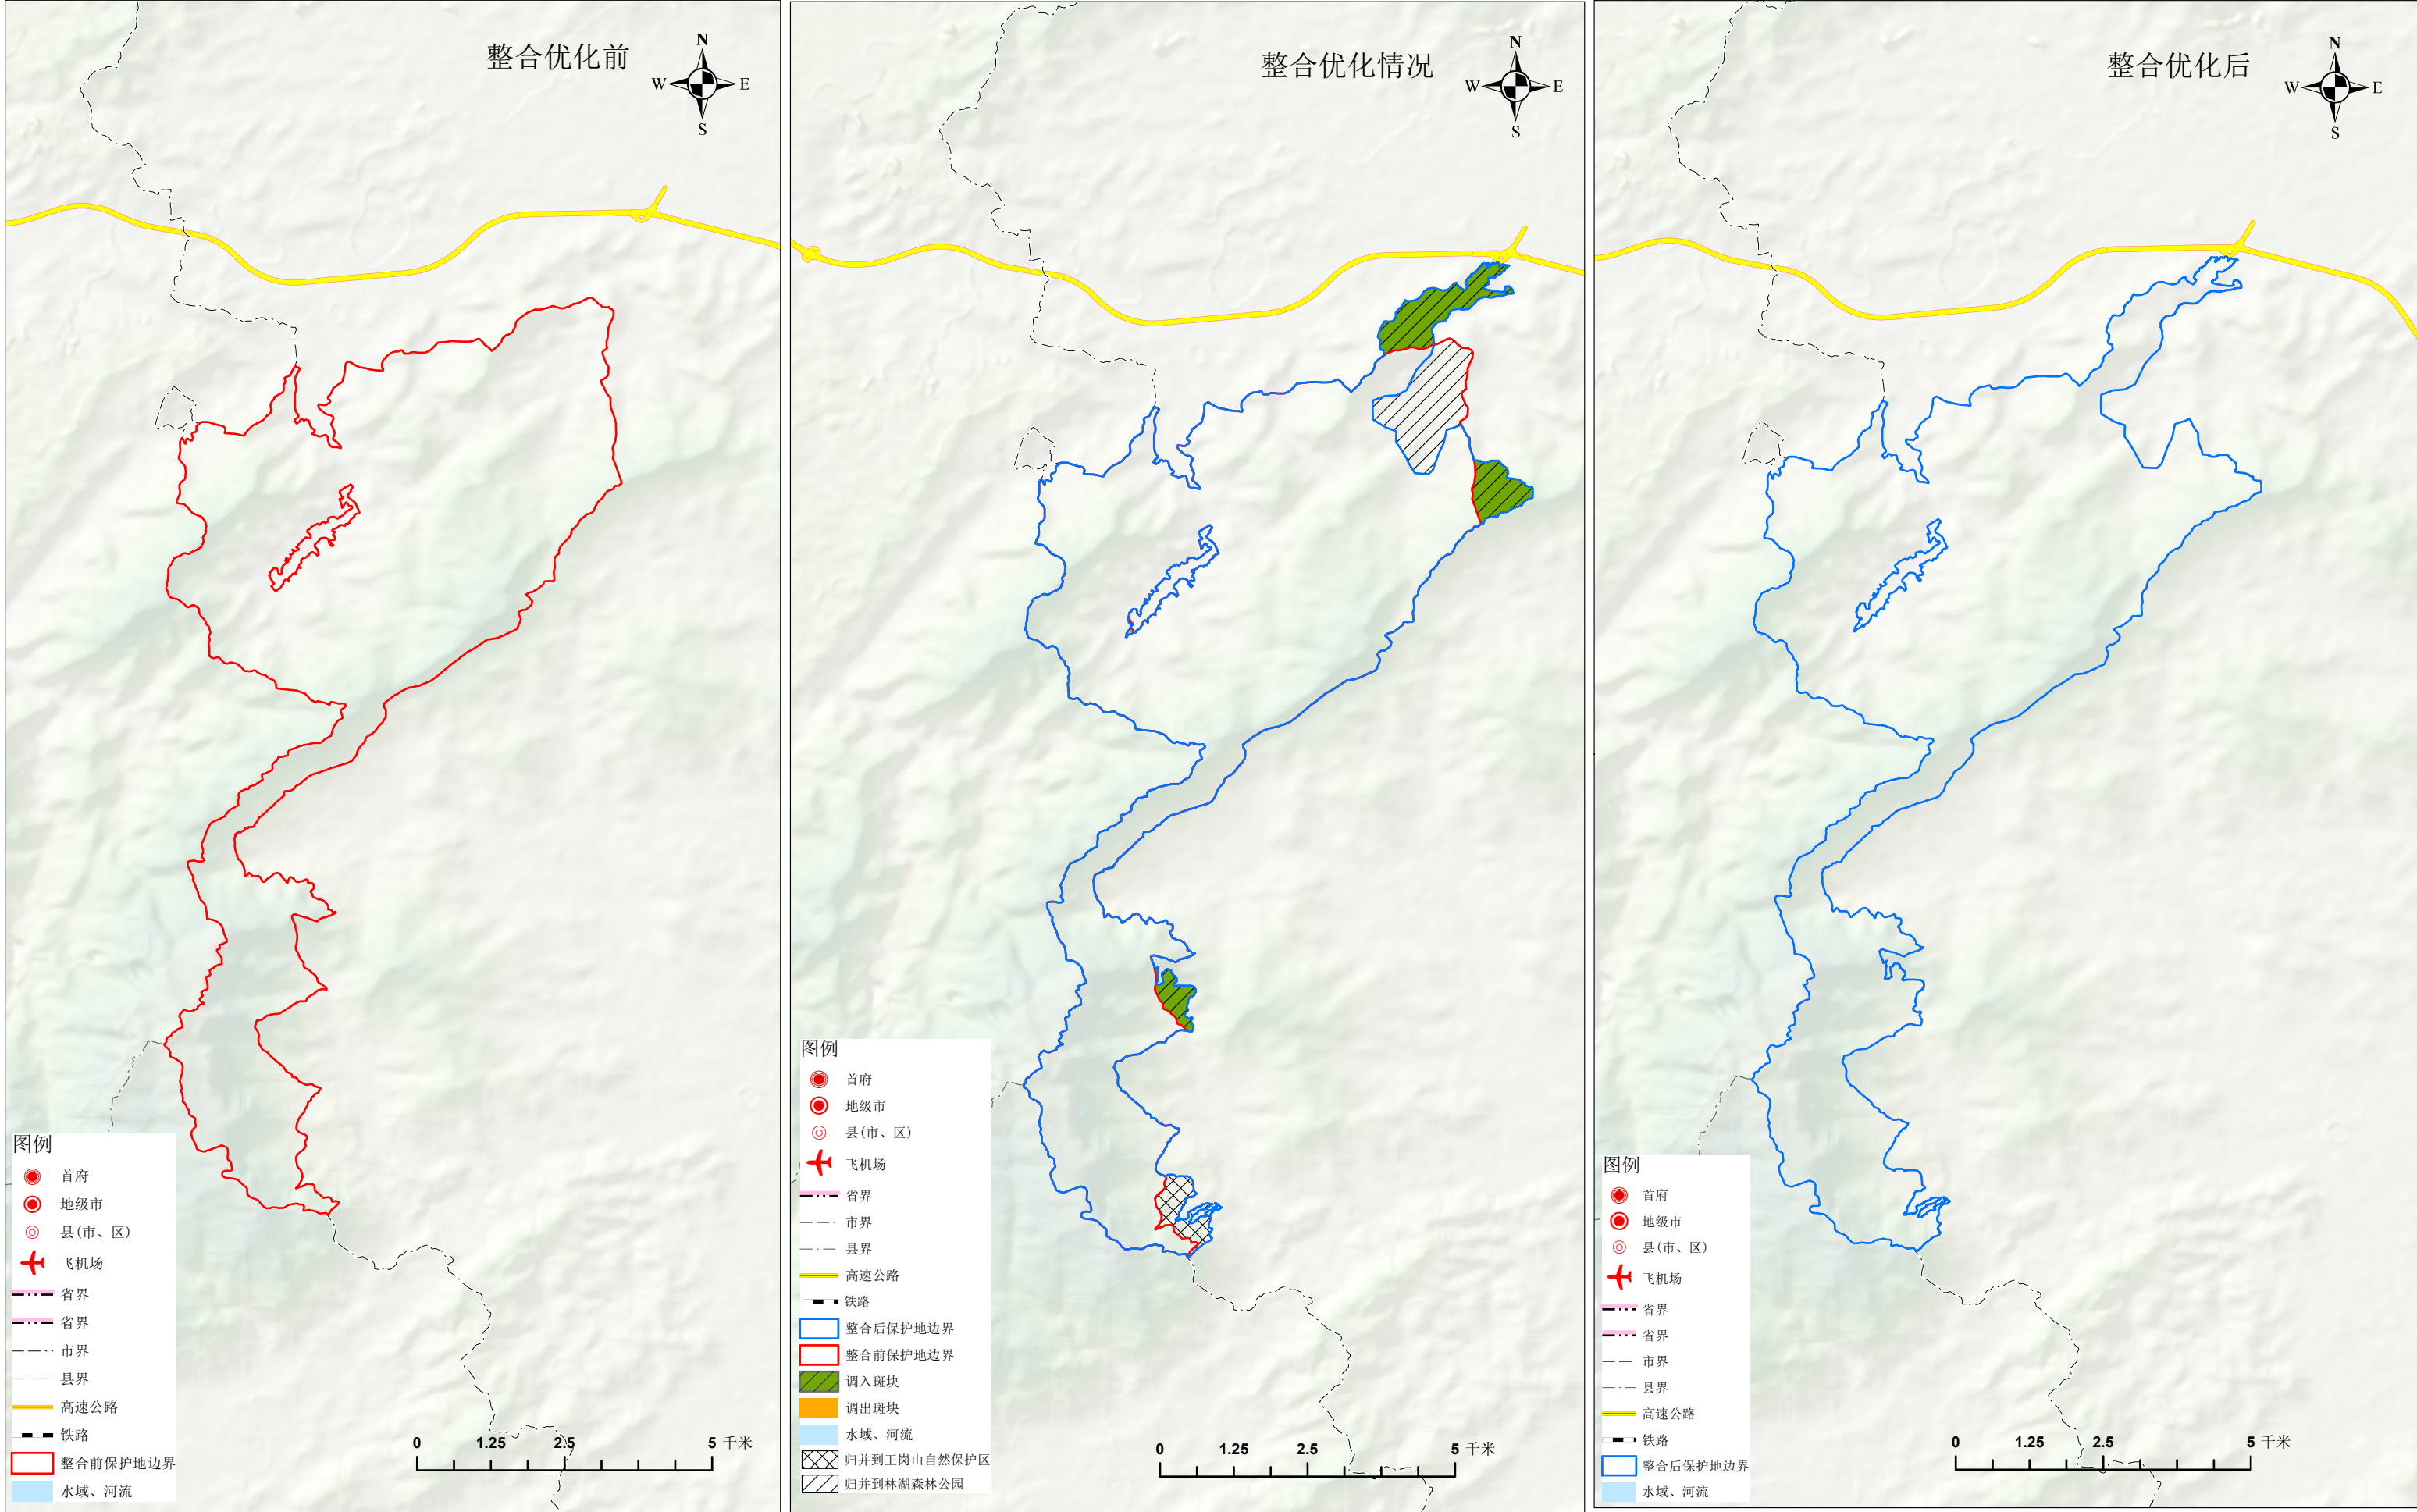 整合优化前
N
W
E
S
图例
首府
地级市
县(市、区)
飞机场
省界
省界
市界
县界
高速公路
铁路
整合前保护地边界
水域、河流
0 1.25 2.5 5 千米
整合优化情况
N
W
E
S
图例
首府
地级市
县(市、区)
飞机场
省界
市界
县界
高速公路
铁路
整合后保护地边界
整合前保护地边界
调入斑块
调出斑块
水域、河流
归并到王岗山自然保护区
归并到林湖森林公园
0 1.25 2.5 5 千米
整合优化后
N
W
E
S
图例
首府
地级市
县(市、区)
飞机场
省界
省界
市界
县界
高速公路
铁路
整合后保护地边界
水域、河流
0 1.25 2.5 5 千米